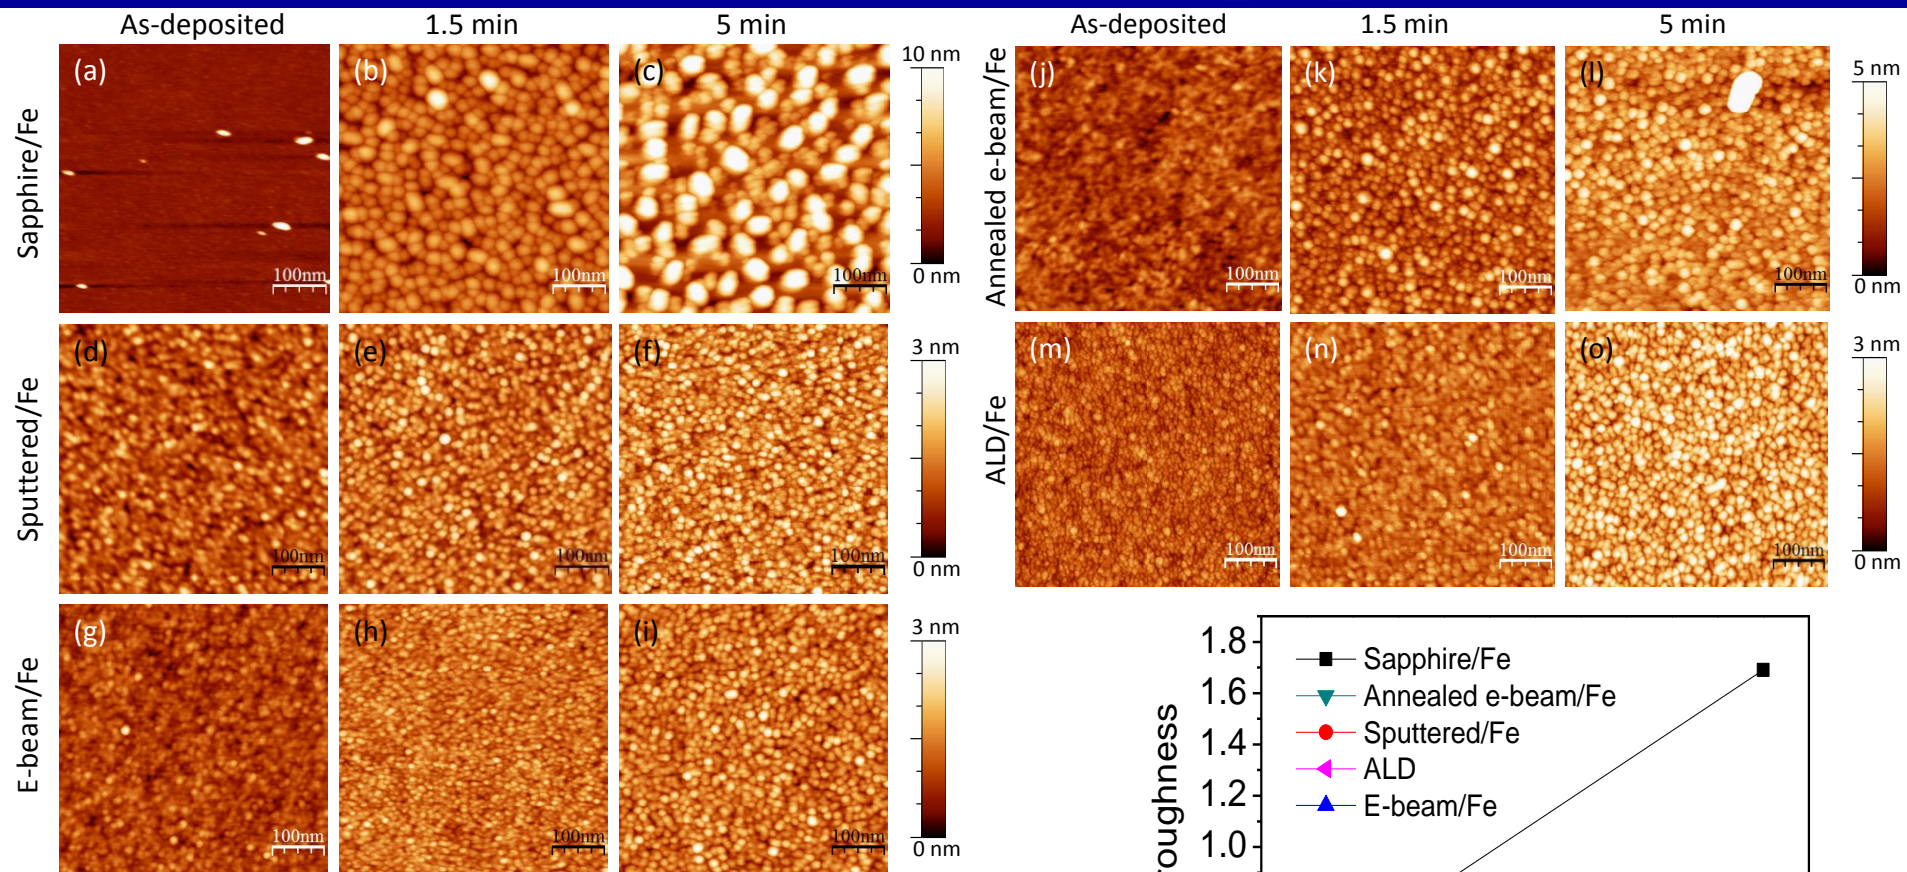 As-deposited 1.5 min 5 min
Sapphire/Fe
(a) (b) (c)
100nm 100nm 100nm
10 nm
0 nm
Sputtered/Fe
(d) (e) (f)
100nm 100nm 100nm
3 nm
0 nm
E-beam/Fe
(g) (h) (i)
100nm 100nm 100nm
3 nm
0 nm
As-deposited 1.5 min 5 min
Annealed e-beam/Fe
(j) (k) (l)
100nm 100nm 100nm
5 nm
0 nm
ALD/Fe
(m) (n) (o)
100nm 100nm 100nm
3 nm
0 nm
1.8
1.6
1.4
1.2
1.0
Sapphire/Fe
Annealed e-beam/Fe
Sputtered/Fe
ALD
E-beam/Fe